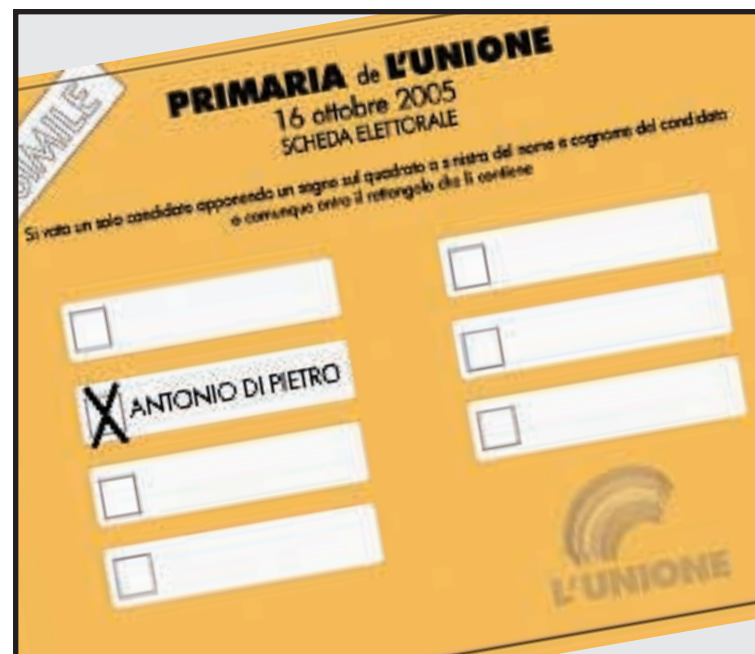 SIMILE
PRIMARIA de L'UNIONE
16 ottobre 2005
SCHEDA ELETTORALE
Si vota un solo candidato apponendo un segno sul quadrato a sinistra del nome e cognome del candidato
o comunque entro il rettangolo che li contiene
ANTONIO DI PIETRO
L'UNIONE